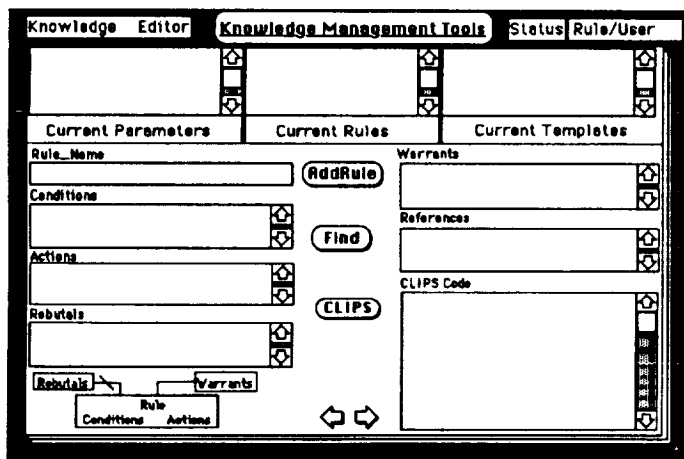 Knowledge Editor Knowledge Management Tools Status Rule/User
Current Parameters Current Rules Current Templates
Rule_Name
AddRule
Warrants
Conditions
References
Find
Actions
CLIPS Code
CLIPS
Rebutals
Rebutals Warrants
Rule
Conditions Actions